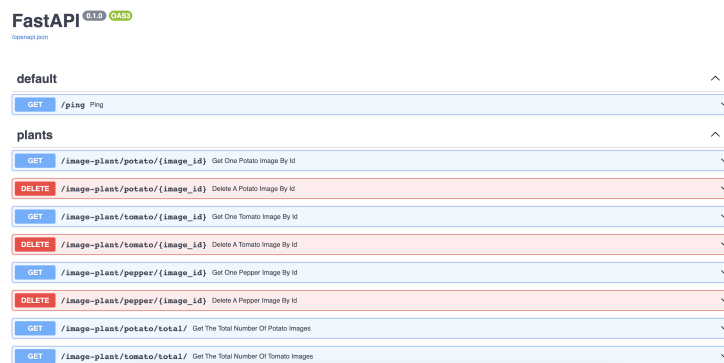 FastAPI 0.1.0 OAS3
/openapi.json
default
GET /ping Ping
plants
GET /image-plant/potato/{image_id} Get One Potato Image By Id
DELETE /image-plant/potato/{image_id} Delete A Potato Image By Id
GET /image-plant/tomato/{image_id} Get One Tomato Image By Id
DELETE /image-plant/tomato/{image_id} Delete A Tomato Image By Id
GET /image-plant/pepper/{image_id} Get One Pepper Image By Id
DELETE /image-plant/pepper/{image_id} Delete A Pepper Image By Id
GET /image-plant/potato/total/ Get The Total Number Of Potato Images
GET /image-plant/tomato/total/ Get The Total Number Of Tomato Images